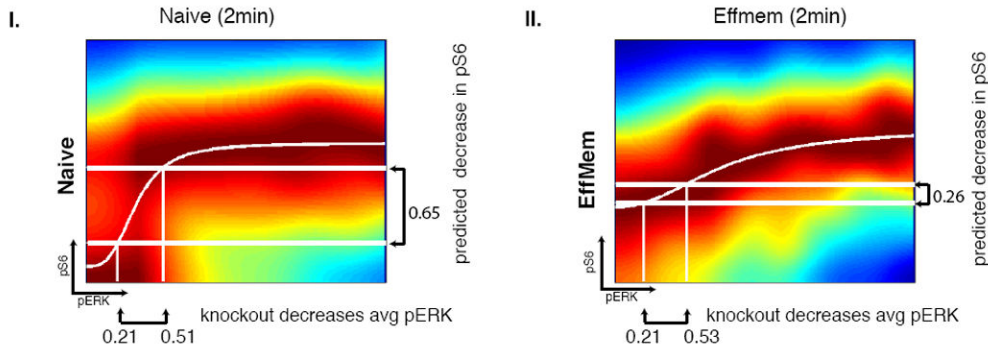 I.
Naive (2min)
Naive
pS6
pERK
predicted decrease in pS6
0.65
knockout decreases avg pERK
0.21
0.51
II.
Effmem (2min)
EffMem
pS6
pERK
predicted decrease in pS6
0.26
knockout decreases avg pERK
0.21
0.53